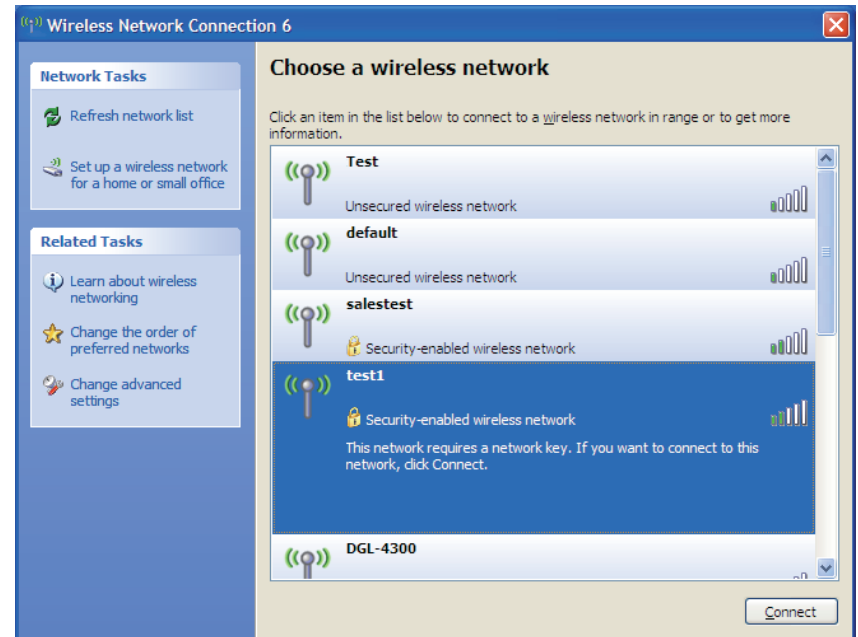 Wireless Network Connection 6
Network Tasks
Refresh network list
Set up a wireless network
for a home or small office
Related Tasks
Learn about wireless
networking
Change the order of
preferred networks
Change advanced
settings
Choose a wireless network
Click an item in the list below to connect to a wireless network in range or to get more
information.
Test
Unsecured wireless network
default
Unsecured wireless network
salestest
Security-enabled wireless network
test1
Security-enabled wireless network
This network requires a network key. If you want to connect to this
network, click Connect.
DGL-4300
Connect